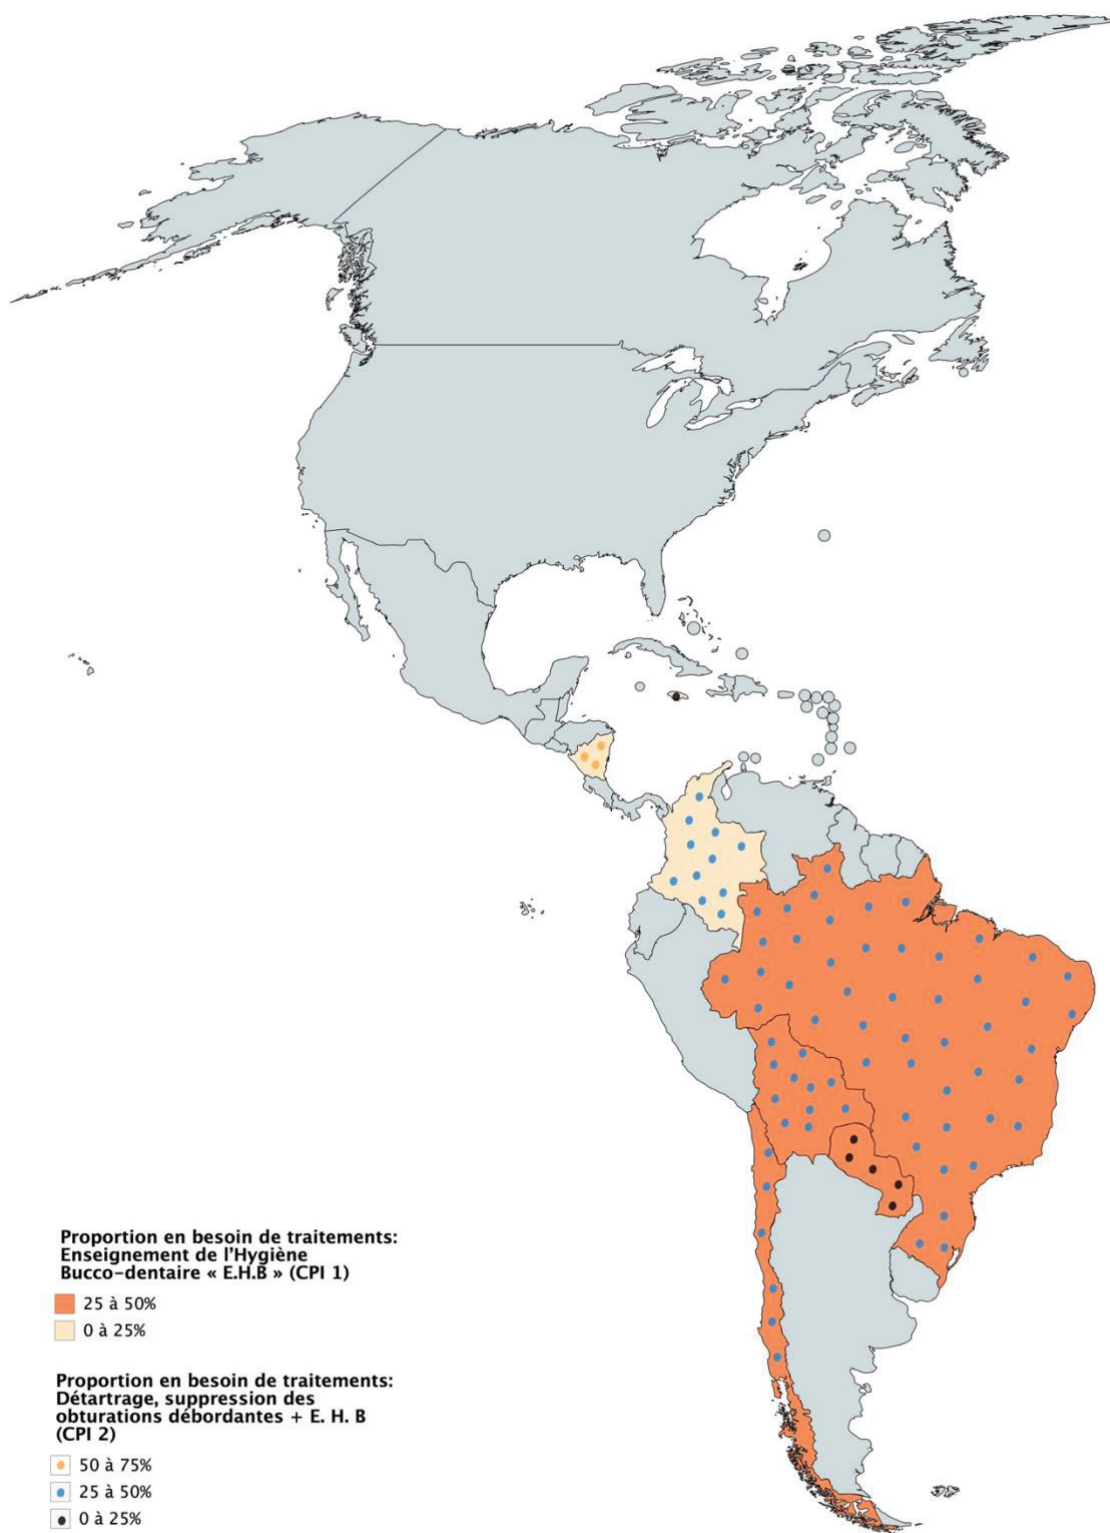 Proportion en besoin de traitements:
Enseignement de l'Hygiène
Bucco-dentaire « E.H.B » (CPI 1)
25 à 50%
0 à 25%
Proportion en besoin de traitements:
Détartrage, suppression des
obturations débordantes + E. H. B
(CPI 2)
50 à 75%
25 à 50%
0 à 25%